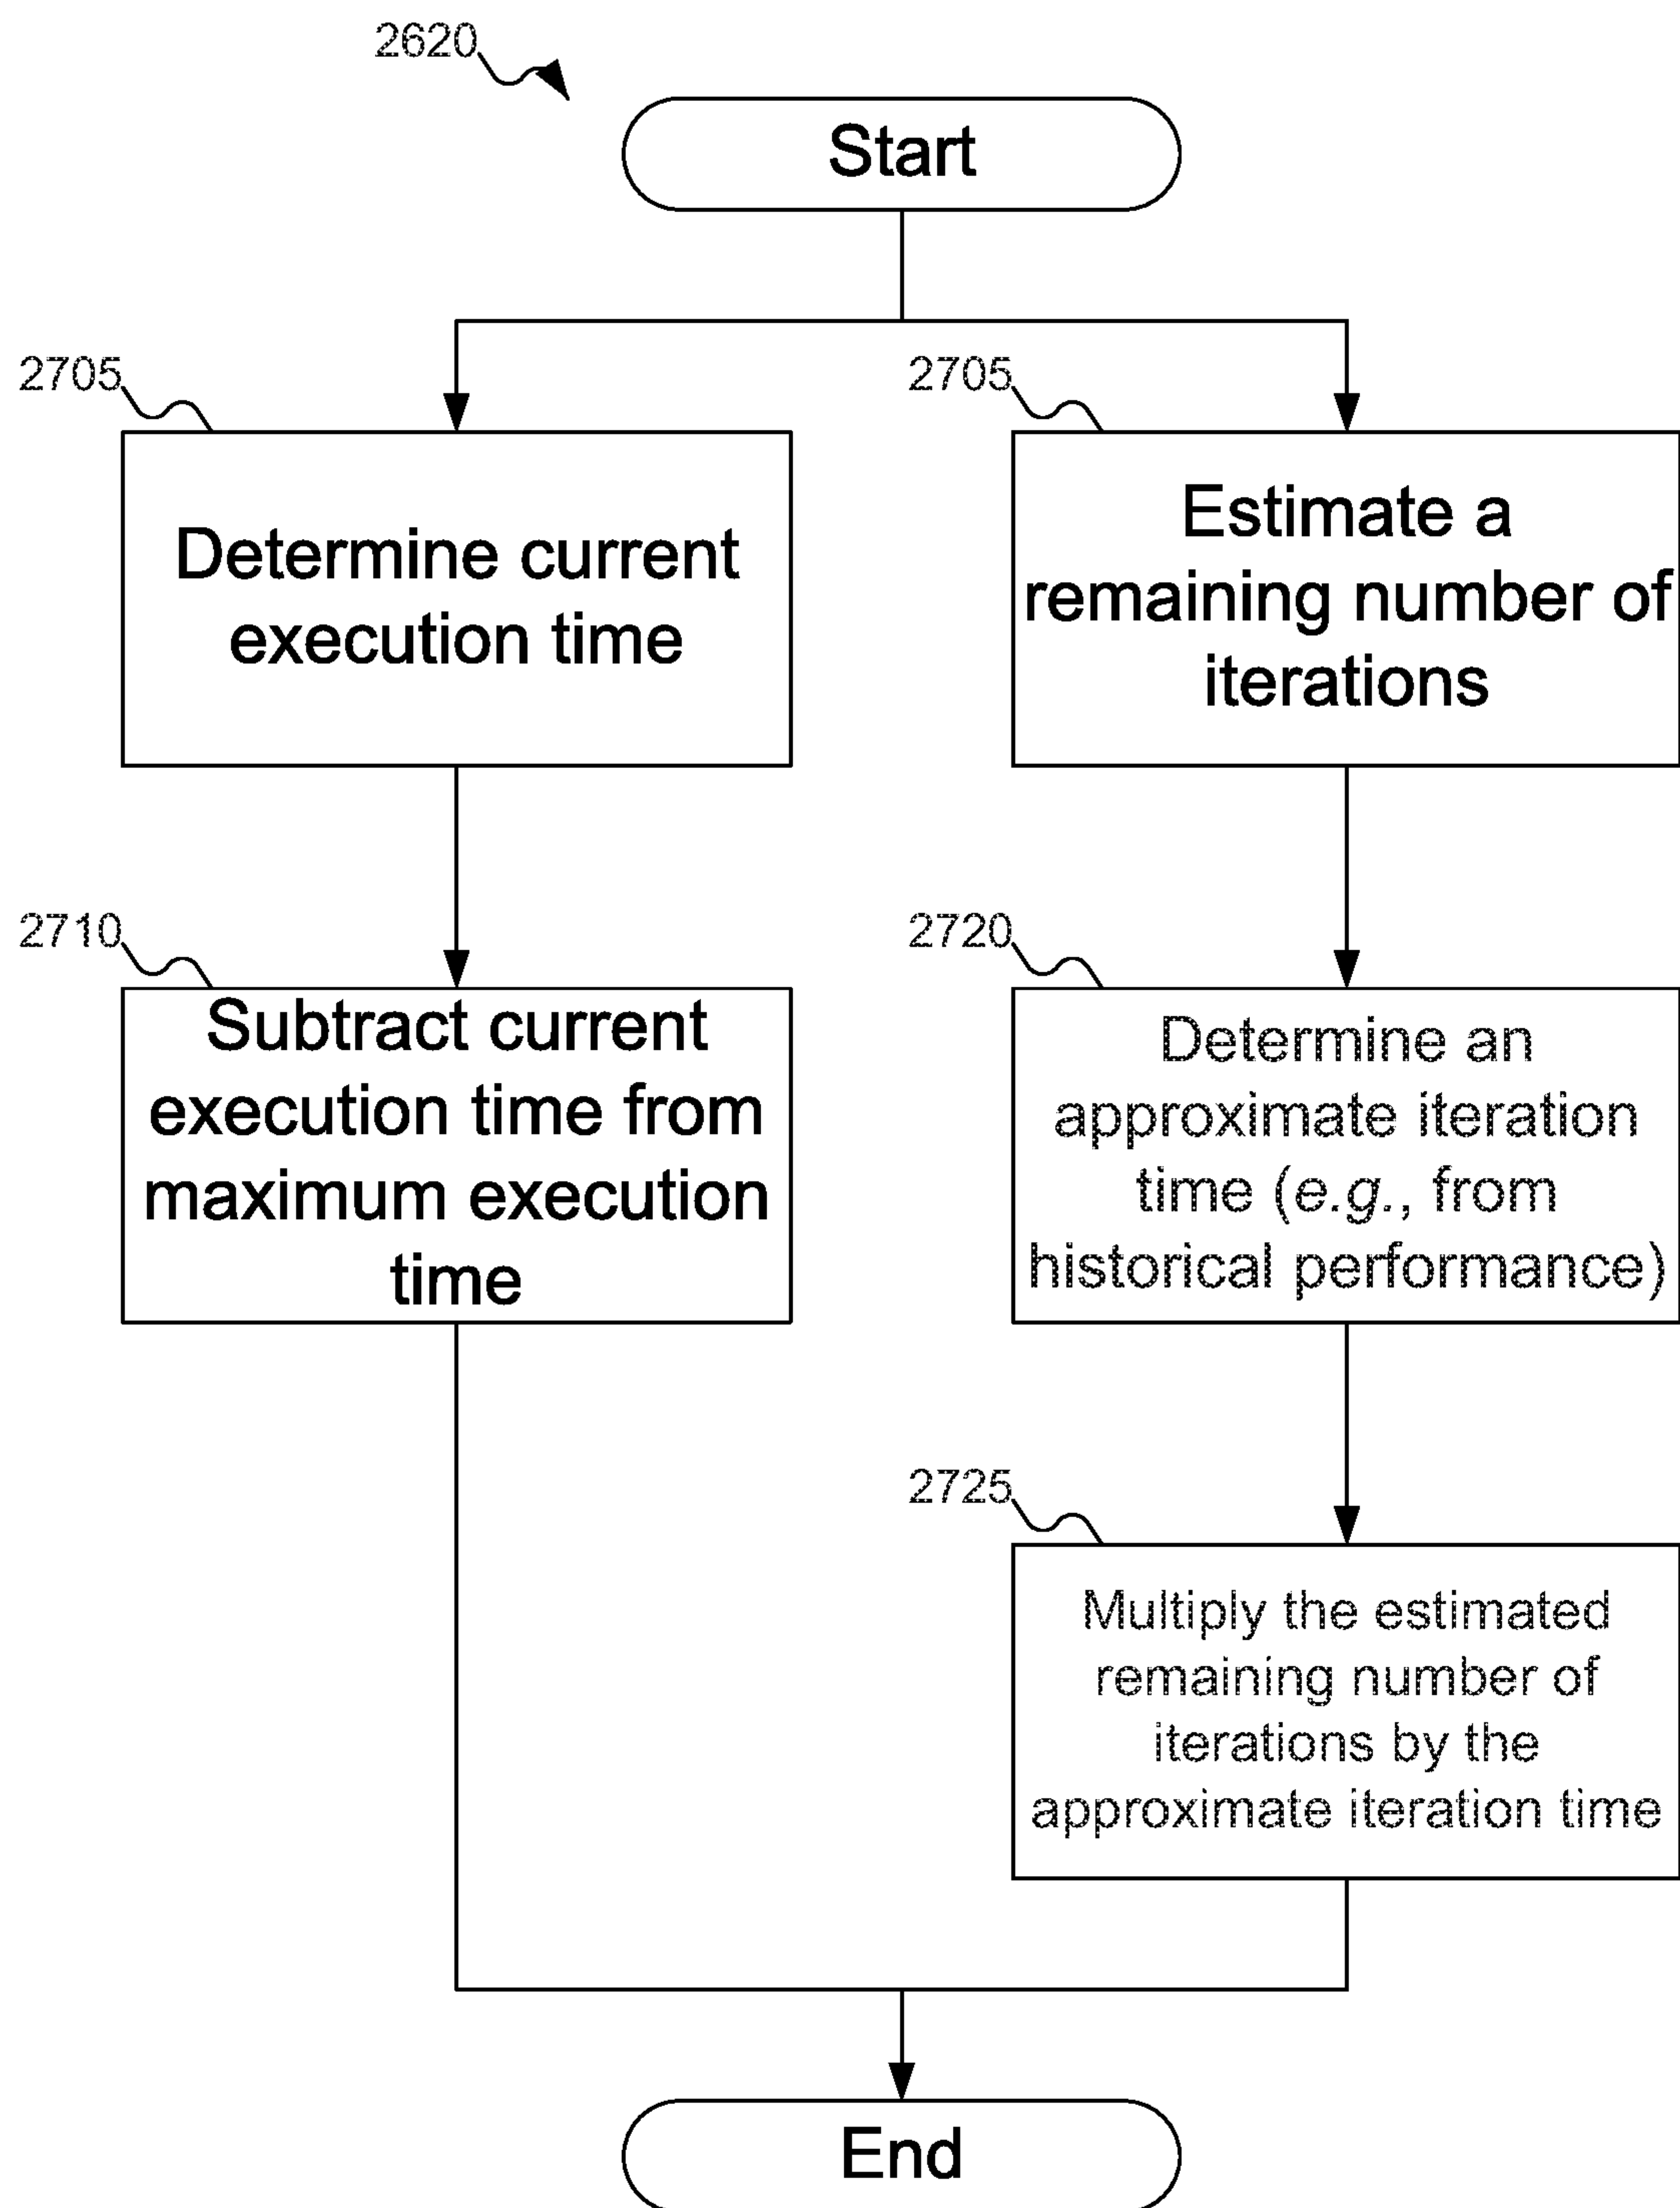 2620
Start
2705
Determine current
execution time
2705
Estimate a
remaining number of
iterations
2710
Subtract current
execution time from
maximum execution
time
2720
Determine an
approximate iteration
time (e.g., from
historical performance)
2725
Multiply the estimated
remaining number of
iterations by the
approximate iteration time
End